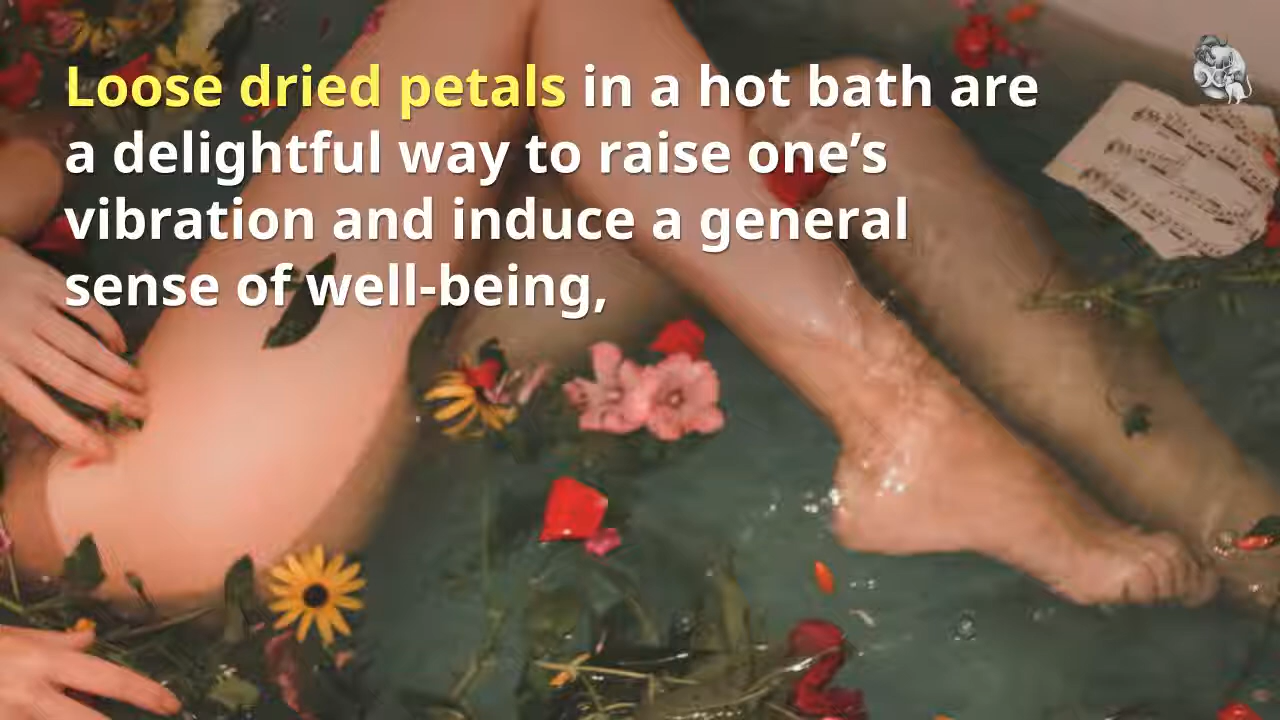 Loose dried petals in a hot bath are
a delightful way to raise one’s
vibration and induce a general
sense of well-being,